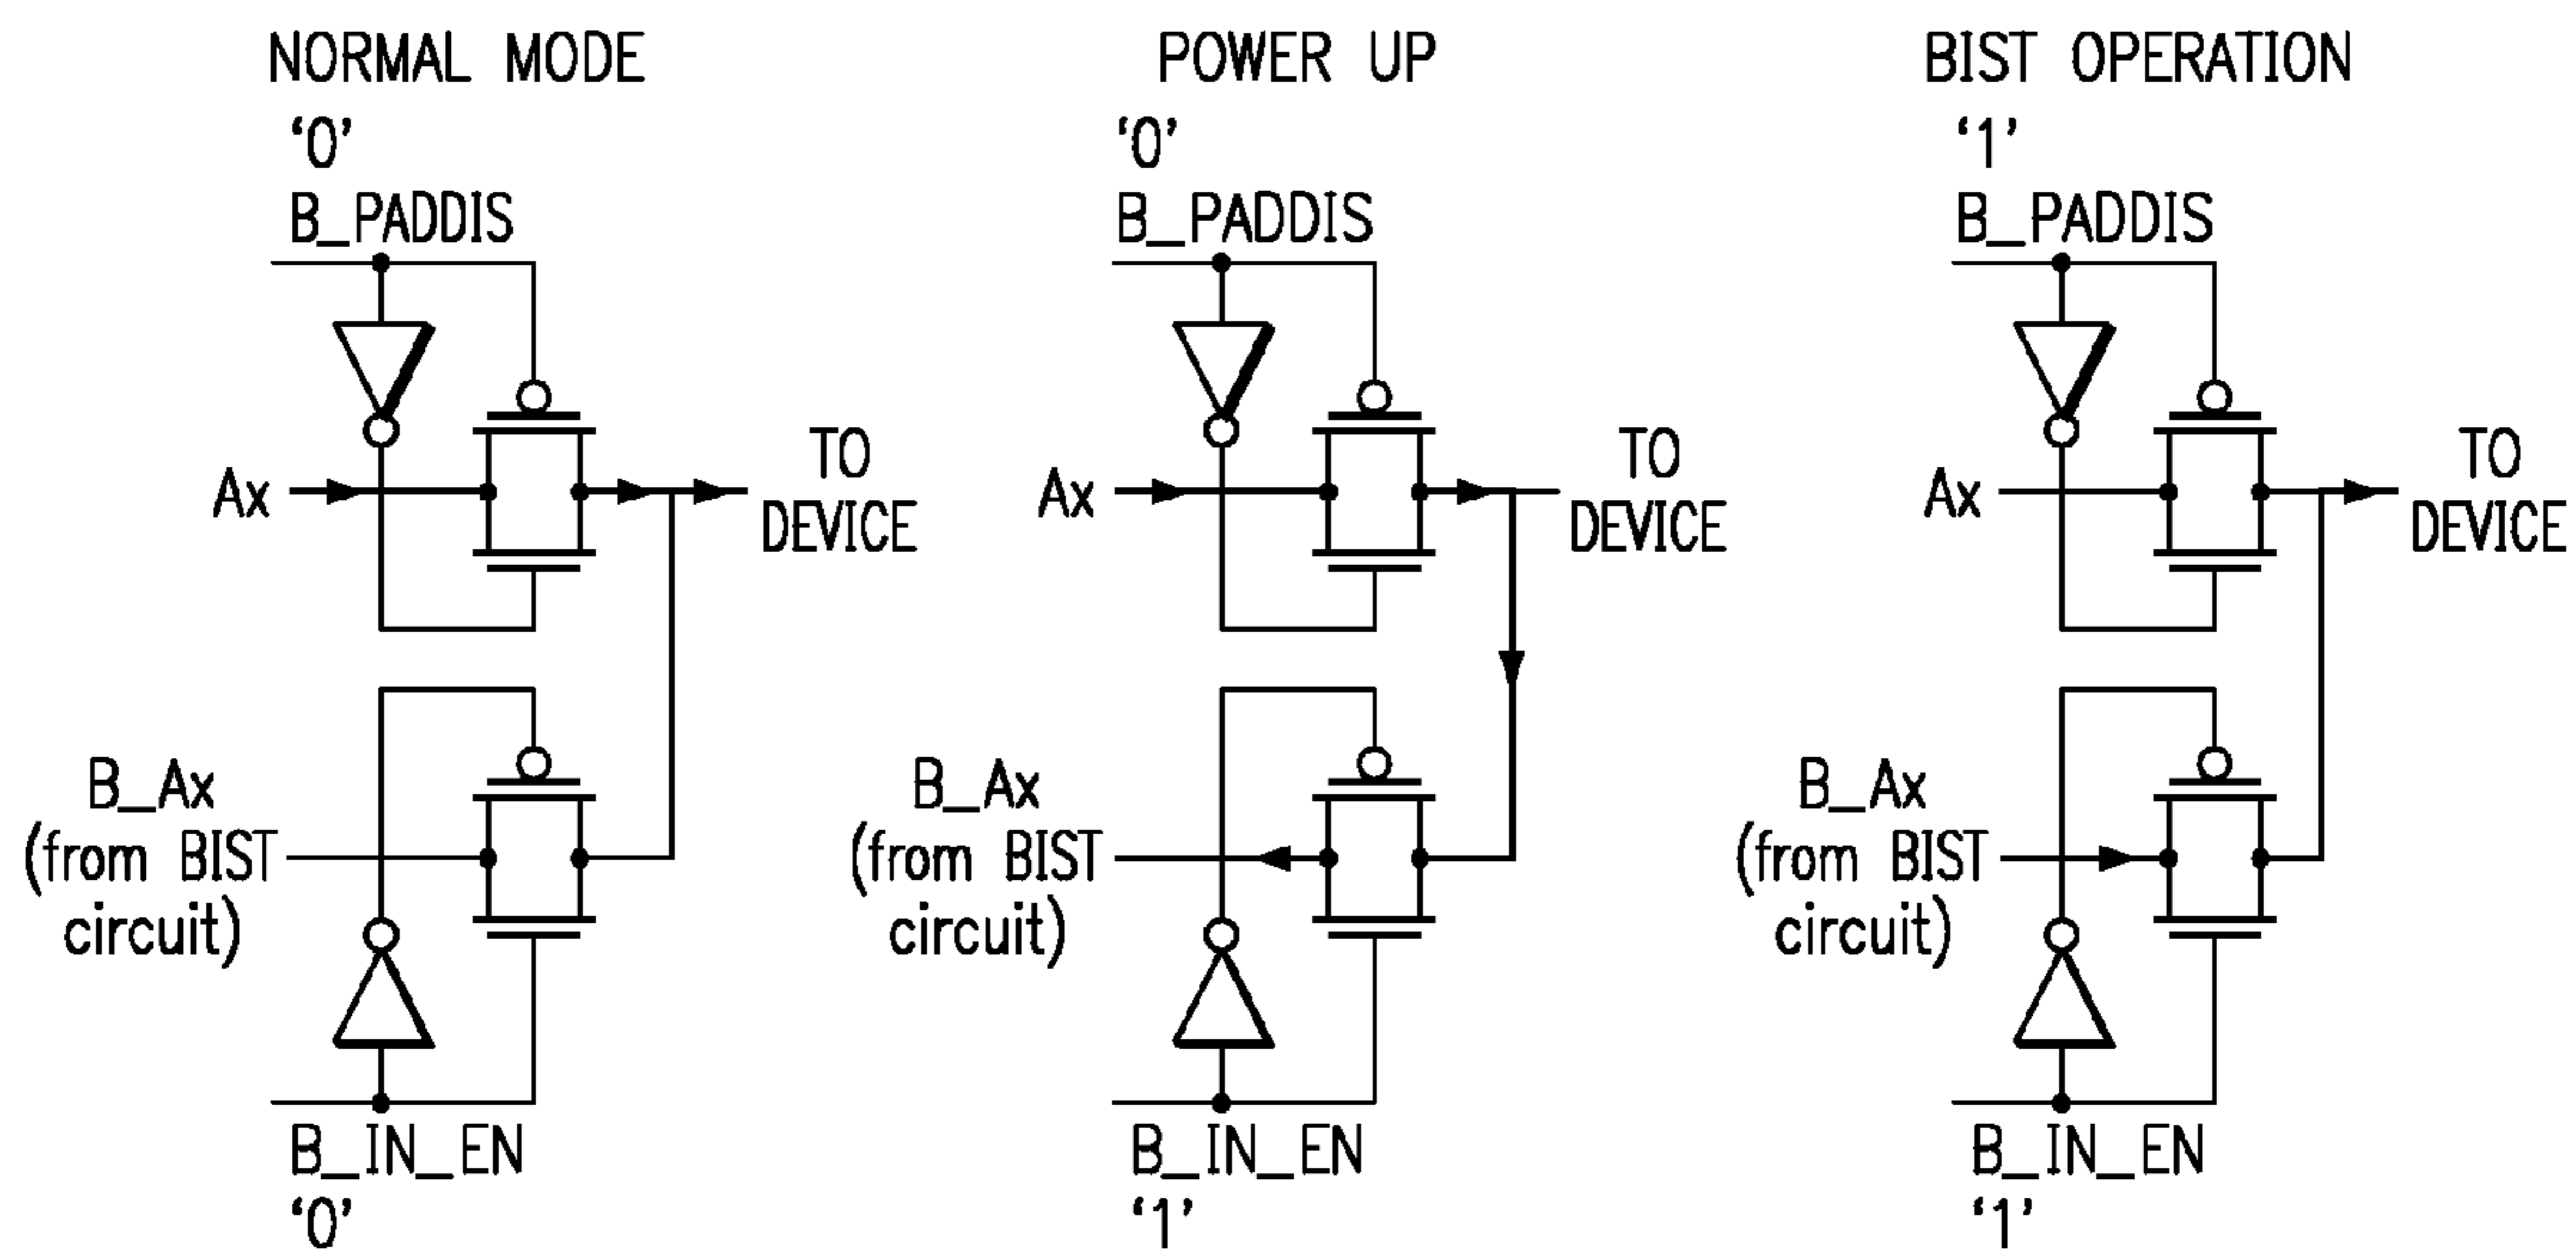 NORMAL MODE
‘0’
B_PADDIS
Ax
TO
DEVICE
B_Ax
(from BIST
circuit)
B_IN_EN
‘0’
POWER UP
‘0’
B_PADDIS
Ax
TO
DEVICE
B_Ax
(from BIST
circuit)
B_IN_EN
‘1’
BIST OPERATION
‘1’
B_PADDIS
Ax
TO
DEVICE
B_Ax
(from BIST
circuit)
B_IN_EN
‘1’